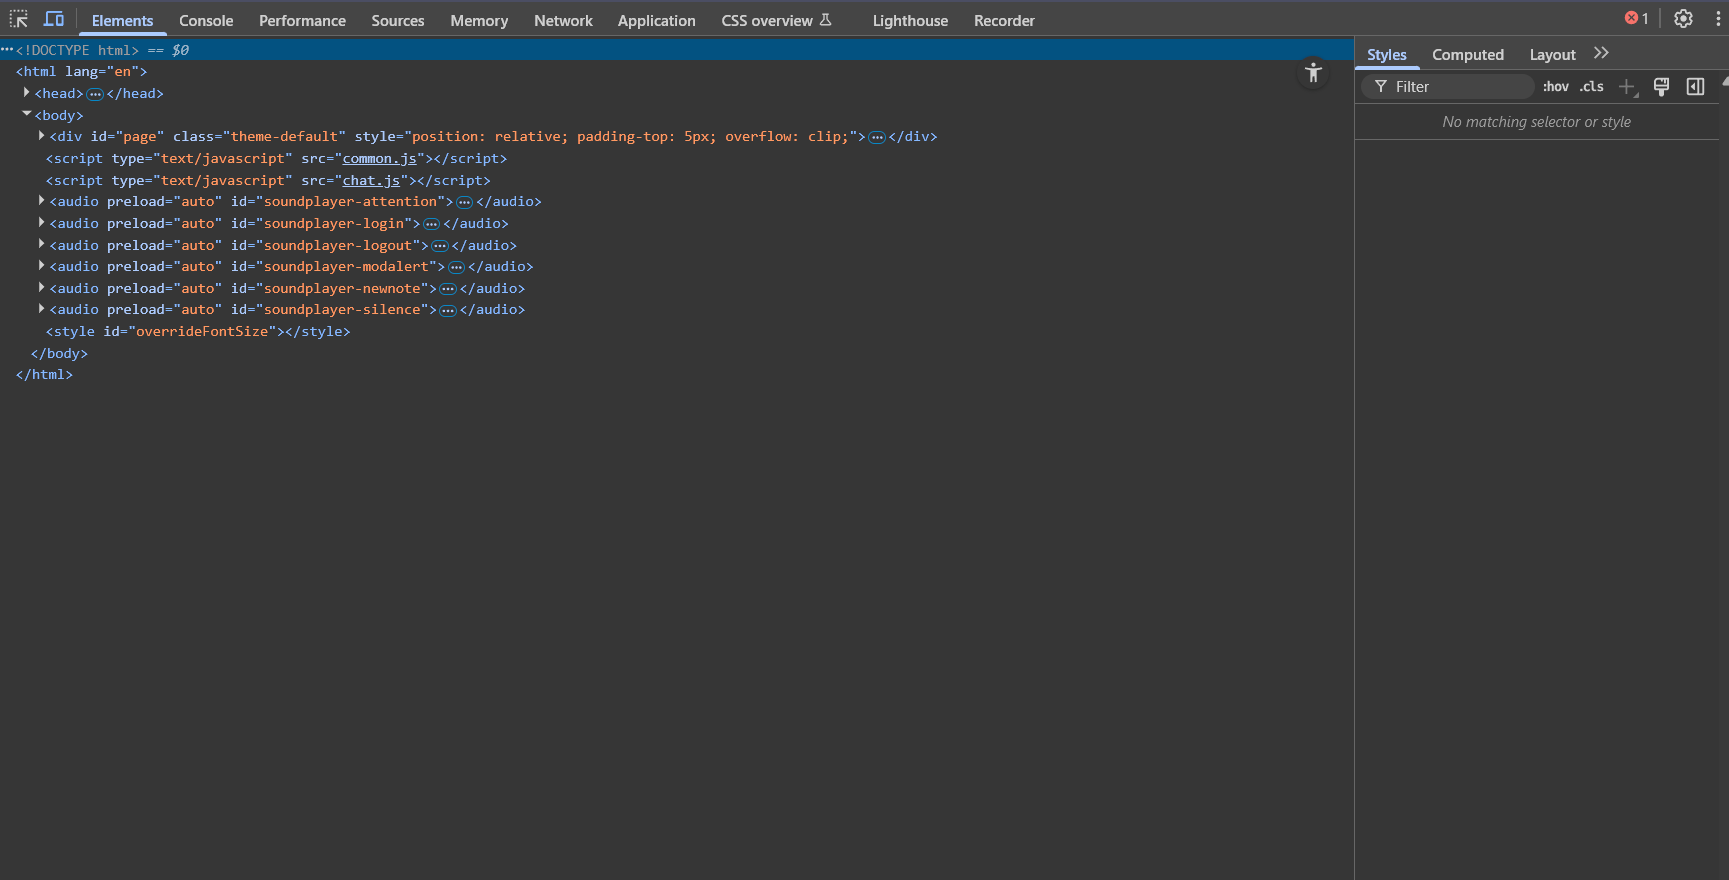 Elements Console Performance Sources Memory Network Application CSS overview Lighthouse Recorder 1
Styles Computed Layout
Filter :hov .cls
No matching selector or style
<!DOCTYPE html> == $0
<html lang="en">
<head>…</head>
<body>
<div id="page" class="theme-default" style="position: relative; padding-top: 5px; overflow: clip;">…</div>
<script type="text/javascript" src="common.js"></script>
<script type="text/javascript" src="chat.js"></script>
<audio preload="auto" id="soundplayer-attention">…</audio>
<audio preload="auto" id="soundplayer-login">…</audio>
<audio preload="auto" id="soundplayer-logout">…</audio>
<audio preload="auto" id="soundplayer-modalert">…</audio>
<audio preload="auto" id="soundplayer-newnote">…</audio>
<audio preload="auto" id="soundplayer-silence">…</audio>
<style id="overrideFontSize"></style>
</body>
</html>